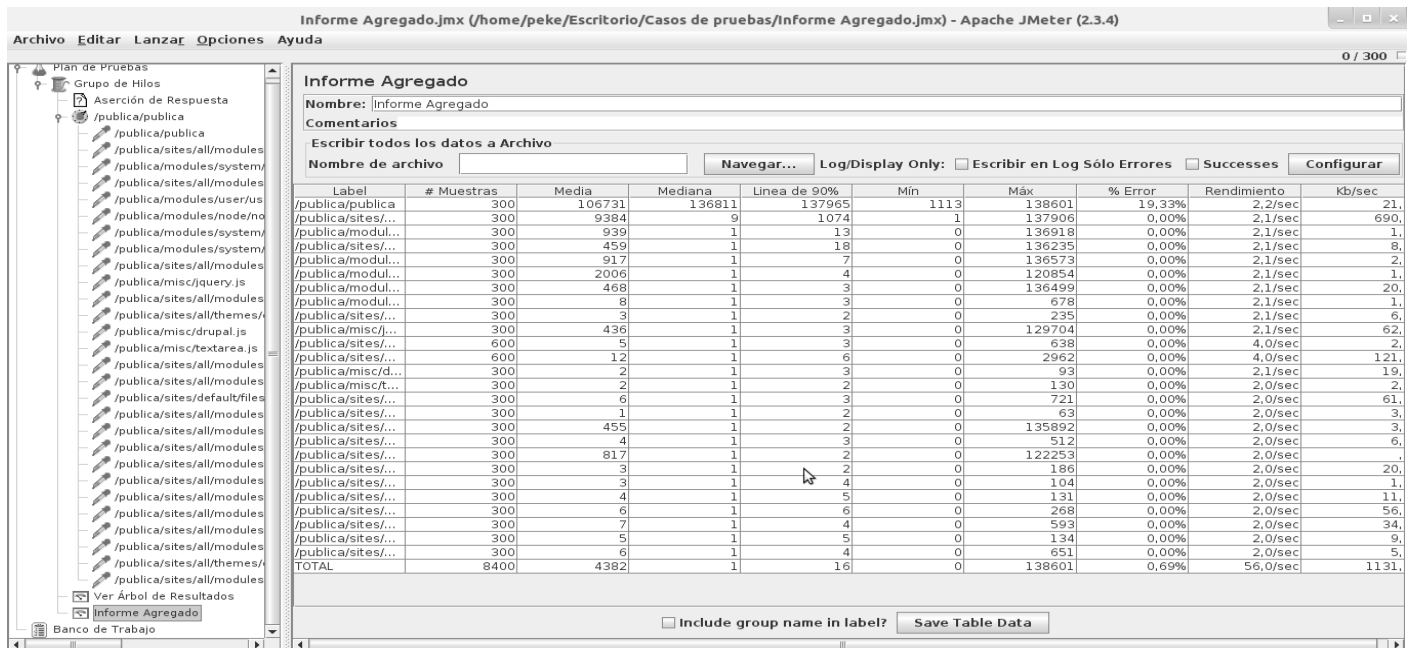 Informe Agregado.jmx (/home/peke/Escritorio/Casos de pruebas/Informe Agregado.jmx) - Apache JMeter (2.3.4)
Archivo Editar Lanzar Opciones Ayuda
0 / 300
Plan de Pruebas
Grupo de Hilos
Aserción de Respuesta
/publica/publica
/publica/publica
/publica/sites/all/modules
/publica/modules/system/
/publica/sites/all/modules
/publica/modules/user/us
/publica/modules/node/no
/publica/modules/system/
/publica/modules/system/
/publica/sites/all/modules
/publica/misc/jquery.js
/publica/sites/all/modules
/publica/sites/all/themes/
/publica/misc/drupal.js
/publica/misc/textarea.js
/publica/sites/all/modules
/publica/sites/all/modules
/publica/sites/default/files
/publica/sites/all/modules
/publica/sites/all/modules
/publica/sites/all/modules
/publica/sites/all/modules
/publica/sites/all/modules
/publica/sites/all/modules
/publica/sites/all/modules
/publica/sites/all/modules
/publica/sites/all/modules
/publica/sites/all/themes/
/publica/sites/all/modules
Ver Árbol de Resultados
Informe Agregado
Banco de Trabajo
Informe Agregado
Nombre: Informe Agregado
Comentarios
Escribir todos los datos a Archivo
Nombre de archivo Navegar... Log/Display Only: Escribir en Log Sólo Errores Successes Configurar
Label # Muestras Media Mediana Linea de 90% Mín Máx % Error Rendimiento Kb/sec
/publica/publica 300 106731 136811 137965 1113 138601 19,33% 2,2/sec 21,
/publica/sites/... 300 9384 9 1074 1 137906 0,00% 2,1/sec 690,
/publica/modul... 300 939 1 13 0 136918 0,00% 2,1/sec 1,
/publica/sites/... 300 459 1 18 0 136235 0,00% 2,1/sec 8,
/publica/modul... 300 917 1 7 0 136573 0,00% 2,1/sec 2,
/publica/modul... 300 2006 1 4 0 120854 0,00% 2,1/sec 1,
/publica/modul... 300 468 1 3 0 136499 0,00% 2,1/sec 20,
/publica/modul... 300 8 1 3 0 678 0,00% 2,1/sec 1,
/publica/sites/... 300 3 1 2 0 235 0,00% 2,1/sec 6,
/publica/misc/j... 300 436 1 3 0 129704 0,00% 2,1/sec 62,
/publica/sites/... 600 5 1 3 0 638 0,00% 4,0/sec 2,
/publica/sites/... 600 12 1 6 0 2962 0,00% 4,0/sec 121,
/publica/misc/d... 300 2 1 3 0 93 0,00% 2,1/sec 19,
/publica/misc/t... 300 2 1 2 0 130 0,00% 2,0/sec 2,
/publica/sites/... 300 6 1 3 0 721 0,00% 2,0/sec 61,
/publica/sites/... 300 1 1 2 0 63 0,00% 2,0/sec 3,
/publica/sites/... 300 455 1 2 0 135892 0,00% 2,0/sec 3,
/publica/sites/... 300 4 1 3 0 512 0,00% 2,0/sec 6,
/publica/sites/... 300 817 1 2 0 122253 0,00% 2,0/sec ,
/publica/sites/... 300 3 1 2 0 186 0,00% 2,0/sec 20,
/publica/sites/... 300 3 1 4 0 104 0,00% 2,0/sec 1,
/publica/sites/... 300 4 1 5 0 131 0,00% 2,0/sec 11,
/publica/sites/... 300 6 1 6 0 268 0,00% 2,0/sec 56,
/publica/sites/... 300 7 1 4 0 593 0,00% 2,0/sec 34,
/publica/sites/... 300 5 1 5 0 134 0,00% 2,0/sec 9,
/publica/sites/... 300 6 1 4 0 651 0,00% 2,0/sec 5,
TOTAL 8400 4382 1 16 0 138601 0,69% 56,0/sec 1131,
Include group name in label? Save Table Data